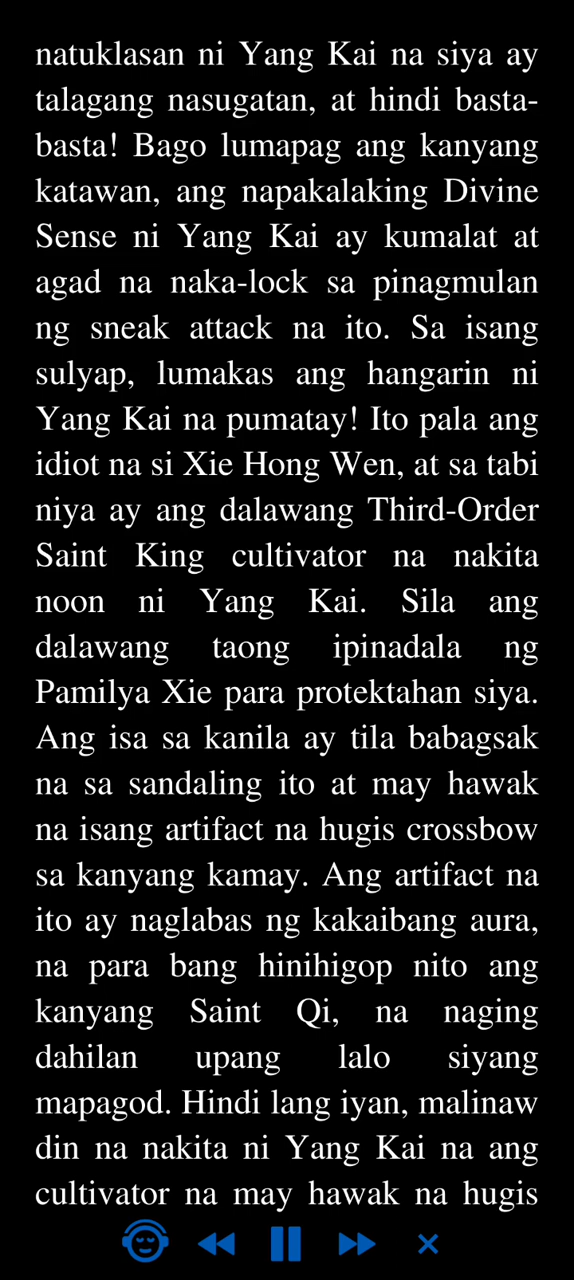 natuklasan ni Yang Kai na siya ay
talagang nasugatan, at hindi basta-
basta! Bago lumapag ang kanyang
katawan, ang napakalaking Divine
Sense ni Yang Kai ay kumalat at
agad na naka-lock sa pinagmulan
ng sneak attack na ito. Sa isang
sulyap, lumakas ang hangarin ni
Yang Kai na pumatay! Ito pala ang
idiot na si Xie Hong Wen, at sa tabi
niya ay ang dalawang Third-Order
Saint King cultivator na nakita
noon ni Yang Kai. Sila ang
dalawang taong ipinadala ng
Pamilya Xie para protektahan siya.
Ang isa sa kanila ay tila babagsak
na sa sandaling ito at may hawak
na isang artifact na hugis crossbow
sa kanyang kamay. Ang artifact na
ito ay naglabas ng kakaibang aura,
na para bang hinihigop nito ang
kanyang Saint Qi, na naging
dahilan upang lalo siyang
mapagod. Hindi lang iyan, malinaw
din na nakita ni Yang Kai na ang
cultivator na may hawak na hugis